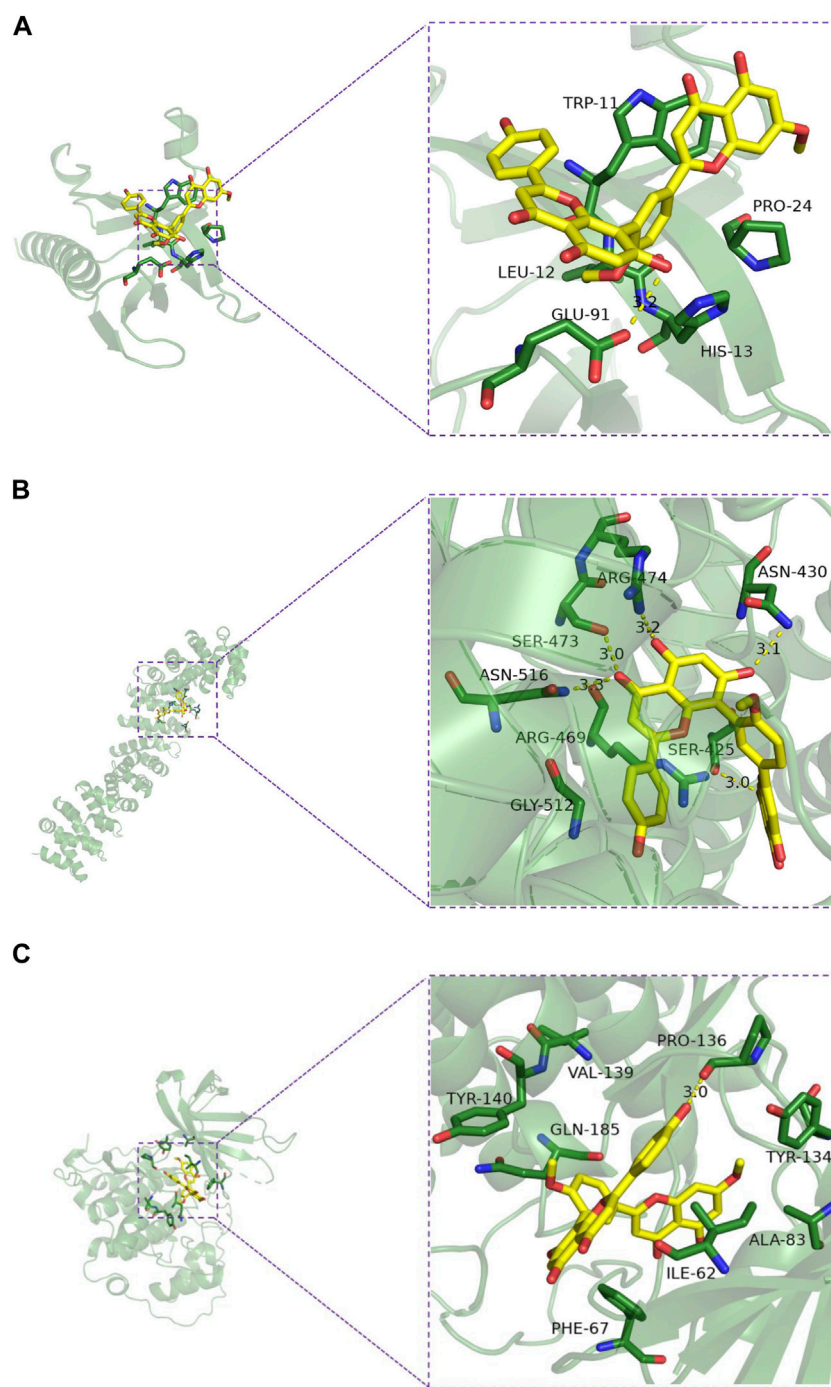 A
TRP-11
PRO-24
LEU-12
GLU-91
3.2
HIS-13
B
ARG-474
ASN-430
3.2
SER-473
3.0
3.1
ASN-516
3.3
ARG-469
SER-425
3.0
GLY-512
C
PRO-136
VAL-139
3.0
TYR-140
GLN-185
TYR-134
ALA-83
ILE-62
PHE-67